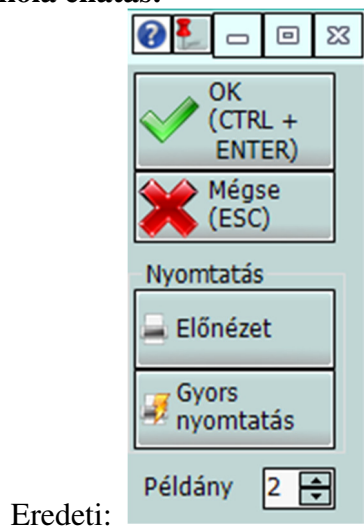 OK
(CTRL +
ENTER)
Mégse
(ESC)
Nyomtatás
Előnézet
Gyors
nyomtatás
Példány 2
Eredeti: